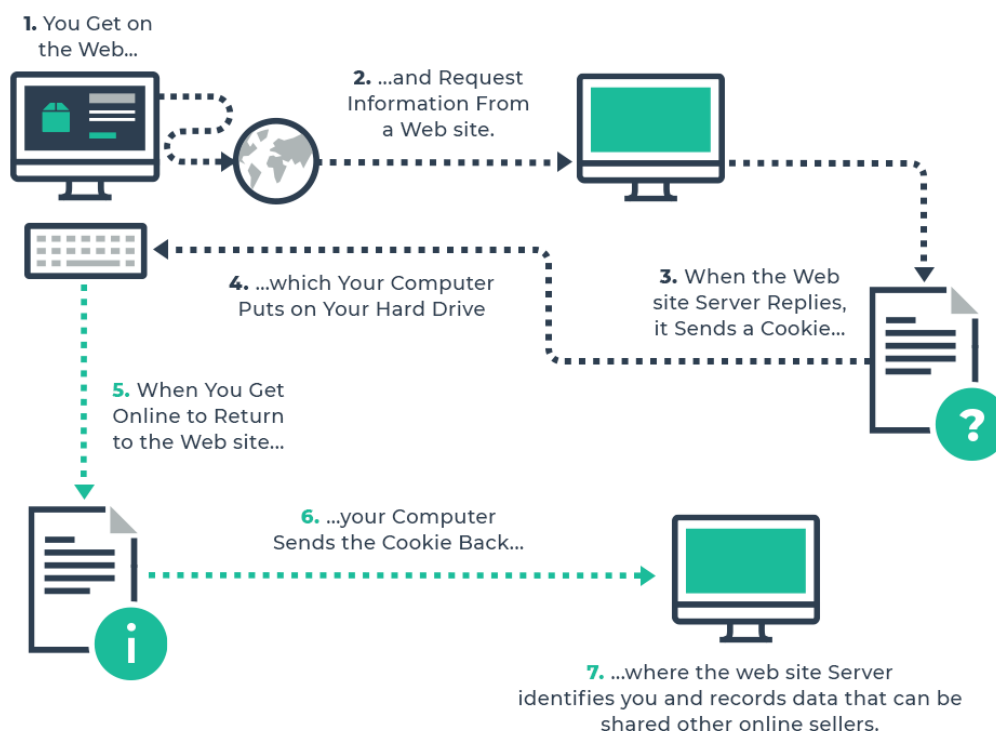 1. You Get on
the Web...
2. ...and Request
Information From
a Web site.
3. When the Web
site Server Replies,
it Sends a Cookie...
4. ...which Your Computer
Puts on Your Hard Drive
5. When You Get
Online to Return
to the Web site...
6. ...your Computer
Sends the Cookie Back...
7. ...where the web site Server
identifies you and records data that can be
shared other online sellers.
?
i